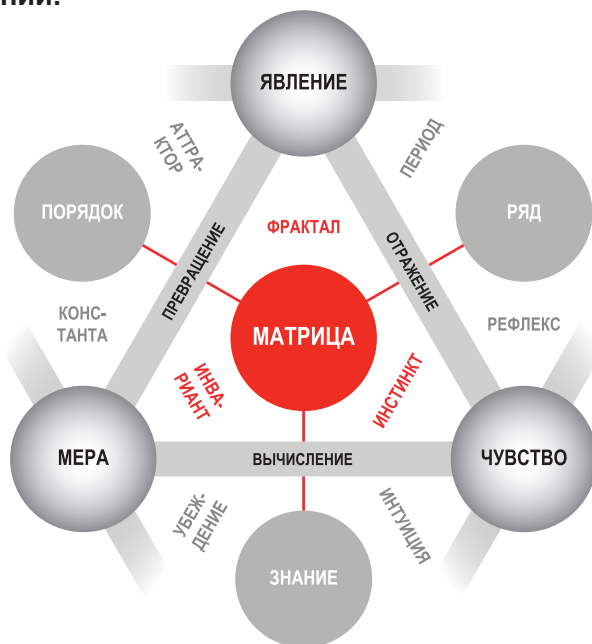 ЯВЛЕНИЕ
АТТРА-
КТОР
ПЕРИОД
ПОРЯДОК
РЯД
ФРАКТАЛ
ПРЕВРАЩЕНИЕ
ОТРАЖЕНИЕ
КОНС-
ТАНТА
МАТРИЦА
РЕФЛЕКС
ИНВА-
РИАНТ
ИНСТИНКТ
МЕРА
ВЫЧИСЛЕНИЕ
ЧУВСТВО
УБЕЖ-
ДЕНИЕ
ИНТУИЦИЯ
ЗНАНИЕ